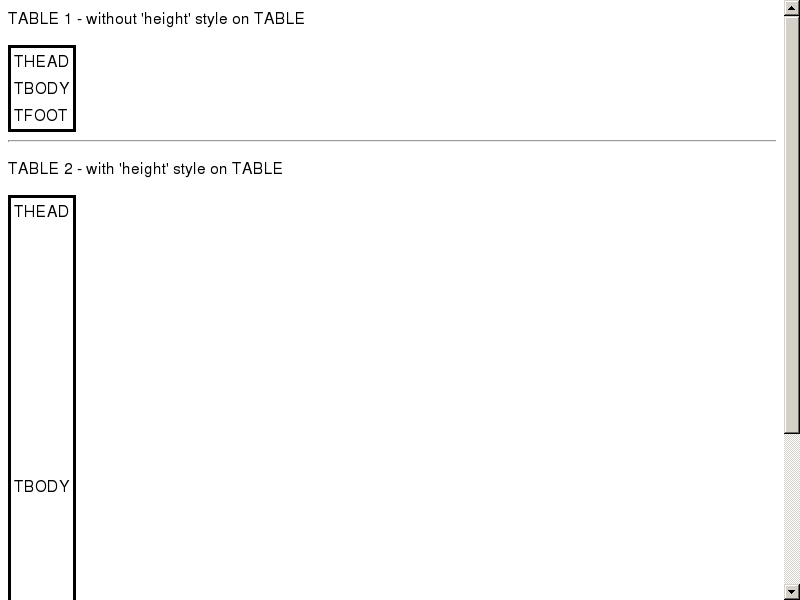 TABLE 1 - without 'height' style on TABLE
THEAD
TBODY
TFOOT
TABLE 2 - with 'height' style on TABLE
THEAD
TBODY